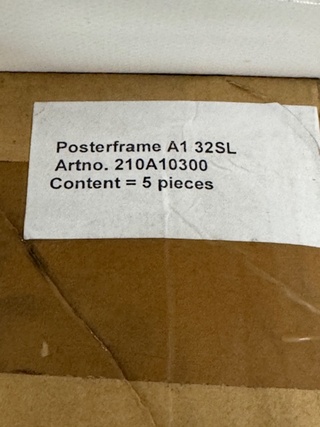 Posterframe A1 32SL
Artno. 210A10300
Content = 5 pieces